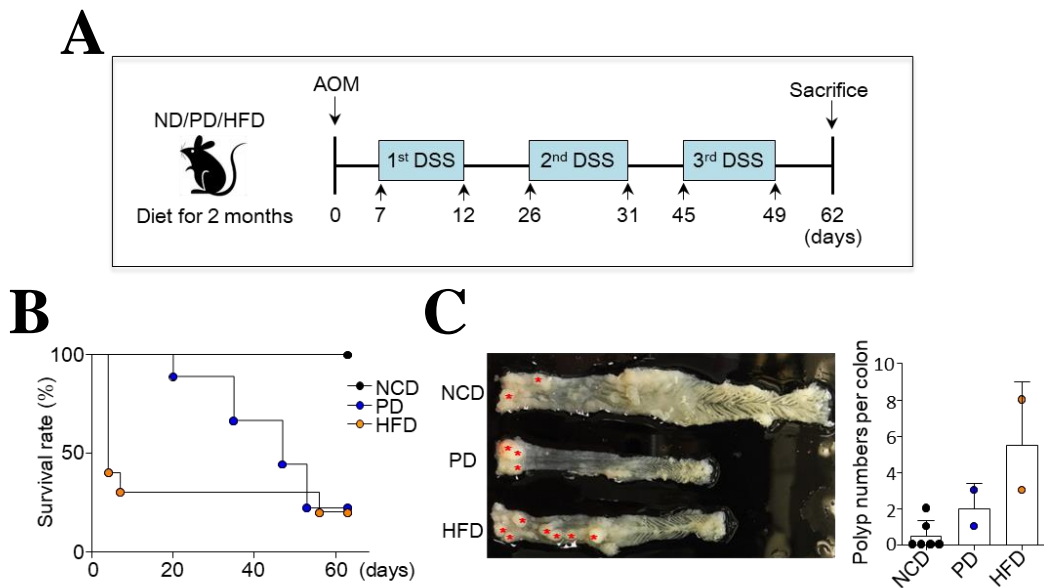 A
AOM
Sacrifice
ND/PD/HFD
1st DSS
2nd DSS
3rd DSS
Diet for 2 months
0
7
12
26
31
45
49
62
(days)
B
100
50
0
Survival rate (%)
0
20
40
60
(days)
NCD
PD
HFD
C
NCD
PD
HFD
Polyp numbers per colon
10
8
6
4
2
0
NCD
PD
HFD